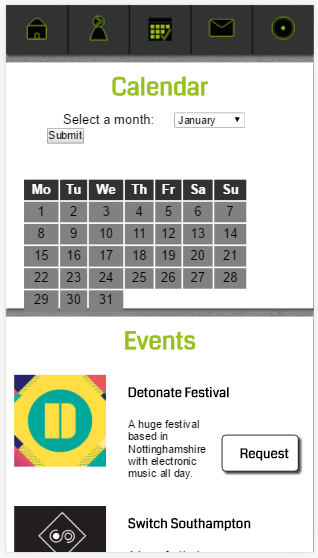 Calendar
Select a month: January
Submit
Mo Tu We Th Fr Sa Su
1 2 3 4 5 6 7
8 9 10 11 12 13 14
15 16 17 18 19 20 21
22 23 24 25 26 27 28
29 30 31
Events
D
Detonate Festival
A huge festival
based in
Nottinghamshire
with electronic
music all day.
Request
Switch Southampton